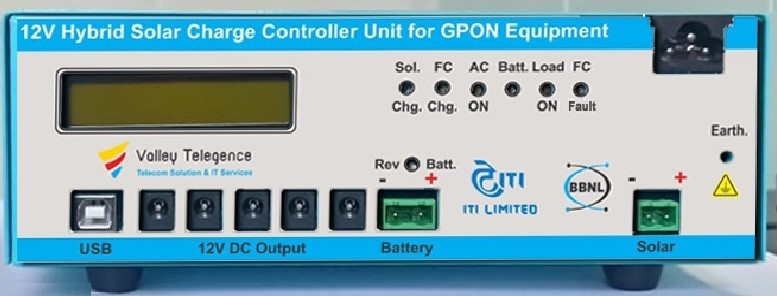 12V Hybrid Solar Charge Controller Unit for GPON Equipment
Sol. FC AC Batt. Load FC
Chg. Chg. ON ON Fault
Earth.
Valley Telegence
Telecom Solution & IT Services
Rev Batt.
- +
ITI
ITI LIMITED
BBNL
- +
USB 12V DC Output Battery Solar